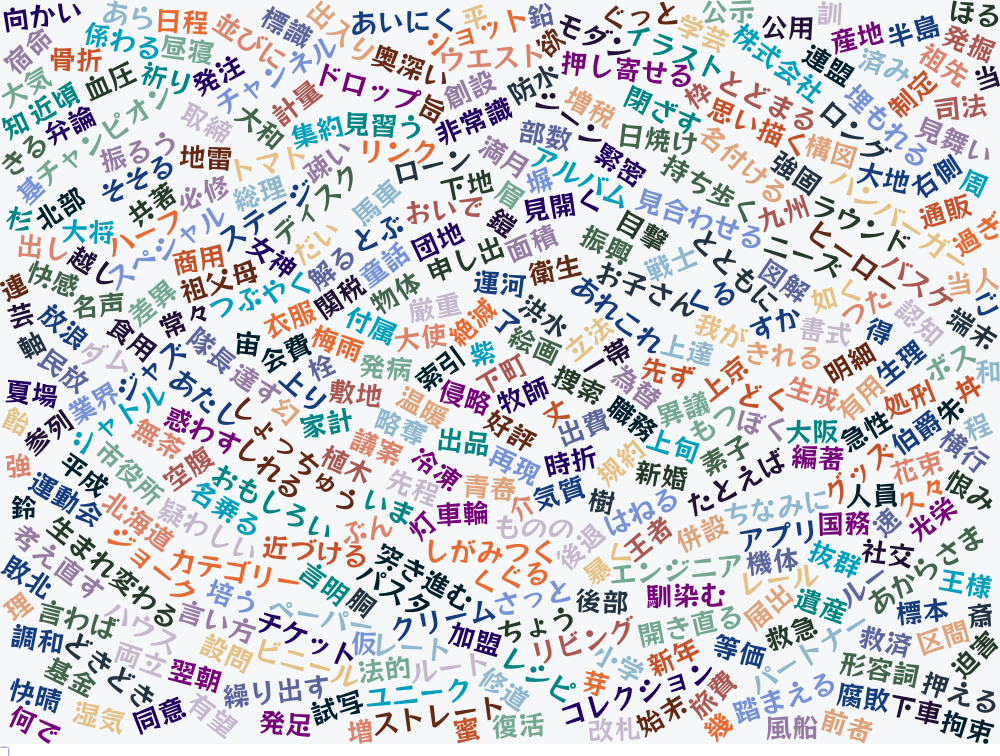 向かい
あら
日程
並びに
標識
出入り
あいにく
平
ショット
鉛
欲
モダン
ぐっと
イラスト
学芸
公示
株式会社
公用
訓
連盟
産地
半島
ほる
発掘
宿命
骨折
係わる
昼寝
チャンネル
奥深い
ウエスト
押し寄せる
済み
祖先
当
大気
知
近頃
血圧
祈り
発注
計量
ドロップ
旨
創設
防水
増税
閉ざす
枠
とどまる
思い描く
ロング
埋もれる
制定
司法
見舞い
きる
弁論
チャンピオン
取締
大和
集約
見習う
非常識
部数
日焼け
名付ける
構図
基
振るう
地雷
トマト
疎い
リンク
ローン
満月
アルバム
緊密
持ち歩く
強固
ハンバーガー
大地
右側
周
そそる
必修
総理
ステージ
ディスク
馬車
下地
眉
塀
見開く
見合わせる
九州
ラウンド
通販
過ぎ
杉
北部
共著
大将
ハーフ
スペシャル
おいで
鎧
目撃
とともに
ニーズ
ヒーロー
バスケ
当人
出し
越し
商用
女神
だい
とぶ
団地
申し出
面積
振興
戦士
図解
連
快感
祖父母
解る
童話
衛生
お子さん
くる
如く
つた
認知
ご
芸
名声
差異
つぶやく
関税
物体
厳重
運河
洪水
あれこれ
我が
すか
書式
得
端末
放浪
常々
衣服
付属
大使
絶滅
了
立法
上達
きれる
明細
生理
ボス
和
軸
食用
隊長
宙
会費
梅雨
発病
索引
紫
絵画
一斉
先ず
上京
民放
ダム
ジャズ
達す
上り
栓
敷地
下町
捜索
為替
どく
生成
有用
処刑
丼
夏場
業界
あたし
幻
侵略
牧師
丈
職務
異議
もつ
ぼく
朱
飴
参列
シャトル
惑わす
しょっちゅう
家計
温暖
略奪
好評
出費
大阪
急性
伯爵
横行
程
無茶
しれる
議案
出品
再現
規約
上旬
素子
編著
グッズ
花束
強
平成
市役所
空腹
植木
冷凍
先程
青春
時折
新婚
たとえば
恨み
鈴
運動会
名乗る
おもしろい
いま
介
気質
樹
はねる
ちなみに
人員
久々
北海道
疑わしい
ぶん
灯
車輪
ものの
後退
王者
併設
アプリ
国務
速
光栄
生まれ変わる
ジョーク
近づける
突き進む
しがみつく
くぐる
暴く
エンジニア
機体
抜群
社交
あからさま
考え直す
カテゴリー
言明
胴
パスタ
さっと
後部
馴染む
レール
ルー
王様
敗北
培う
ペーパー
クリーム
ちょう
リビング
開き直る
届出
遺産
標本
斎
理
言わば
ハウス
言い方
チケット
仮
レート
加盟
等価
救急
パートナー
救済
区間
迫害
調和
どきどき
両立
設問
ビニール
法的
ルート
レシピ
小学
新年
形容詞
押える
基金
翌朝
繰り出す
ユニーク
修道
芽
コレクション
旅費
踏まえる
腐敗
下車
快晴
湿気
同意
有望
発足
試写
ストレート
増
蜜
復活
改札
始末
幾
風船
前者
拘束
何で